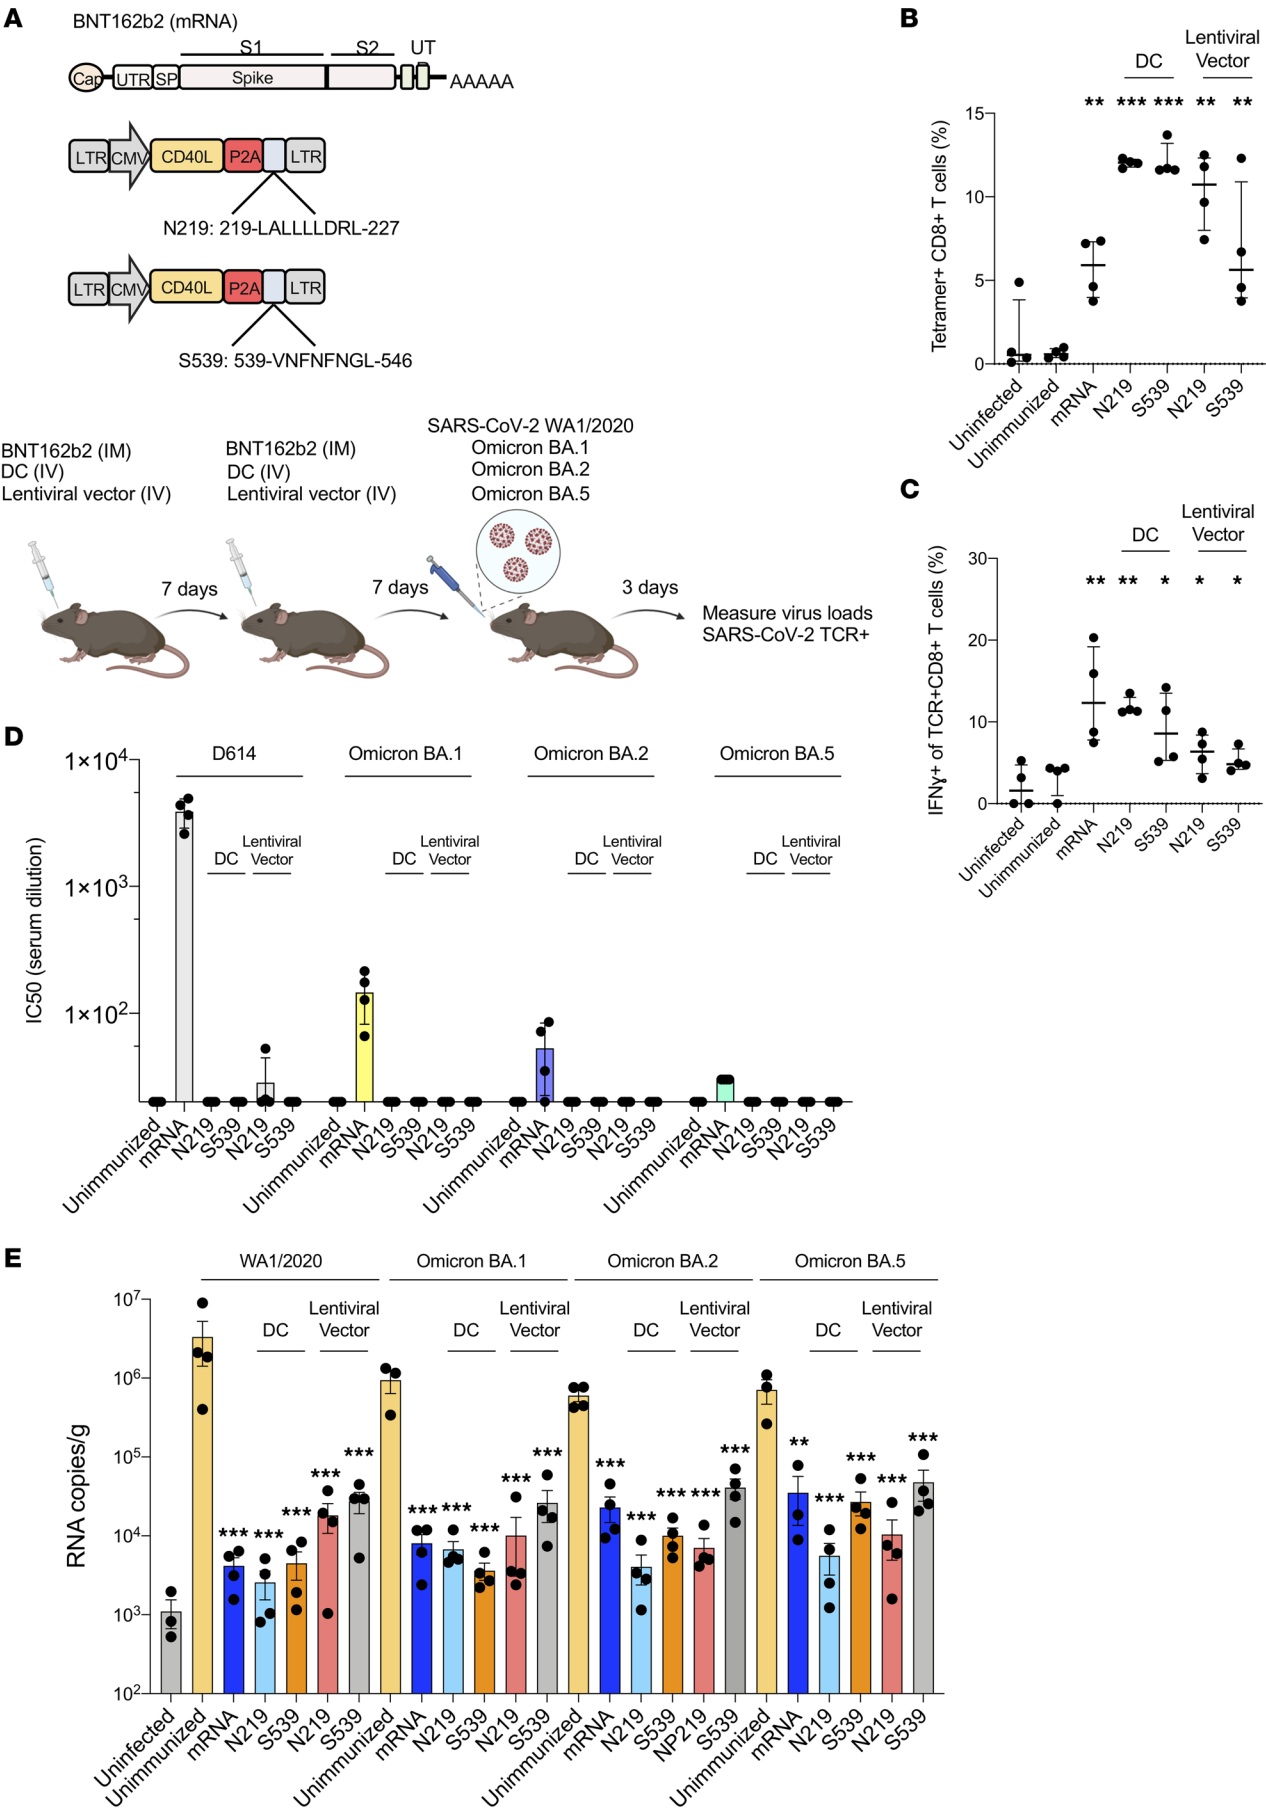 A
BNT162b2 (mRNA)
S1 S2 UT
Cap UTR SP Spike AAAAA
LTR CMV CD40L P2A LTR
N219: 219-LALLLLDRL-227
LTR CMV CD40L P2A LTR
S539: 539-VNFNFNGL-546
BNT162b2 (IM)
DC (IV)
Lentiviral vector (IV)
BNT162b2 (IM)
DC (IV)
Lentiviral vector (IV)
SARS-CoV-2 WA1/2020
Omicron BA.1
Omicron BA.2
Omicron BA.5
7 days 7 days 3 days
Measure virus loads
SARS-CoV-2 TCR+
B
Lentiviral
DC Vector
** *** *** ** **
Tetramer+ CD8+ T cells (%)
15
10
5
0
Uninfected Unimmunized mRNA N219 S539 N219 S539
C
Lentiviral
DC Vector
** ** * * *
IFNɣ+ of TCR+CD8+ T cells (%)
30
20
10
0
Uninfected Unimmunized mRNA N219 S539 N219 S539
D
D614 Omicron BA.1 Omicron BA.2 Omicron BA.5
Lentiviral Lentiviral Lentiviral Lentiviral
DC Vector DC Vector DC Vector DC Vector
IC50 (serum dilution)
1×10⁴
1×10³
1×10²
Unimmunized mRNA N219 S539 N219 S539 Unimmunized mRNA N219 S539 N219 S539 Unimmunized mRNA N219 S539 N219 S539 Unimmunized mRNA N219 S539 N219 S539
E
WA1/2020 Omicron BA.1 Omicron BA.2 Omicron BA.5
Lentiviral Lentiviral Lentiviral Lentiviral
DC Vector DC Vector DC Vector DC Vector
*** *** *** *** *** *** *** *** *** *** *** *** *** *** *** ** *** *** *** ***
RNA copies/g
10⁷
10⁶
10⁵
10⁴
10³
10²
Uninfected Unimmunized mRNA N219 S539 N219 S539 Unimmunized mRNA N219 S539 N219 S539 Unimmunized mRNA N219 S539 NP219 S539 Unimmunized mRNA N219 S539 N219 S539